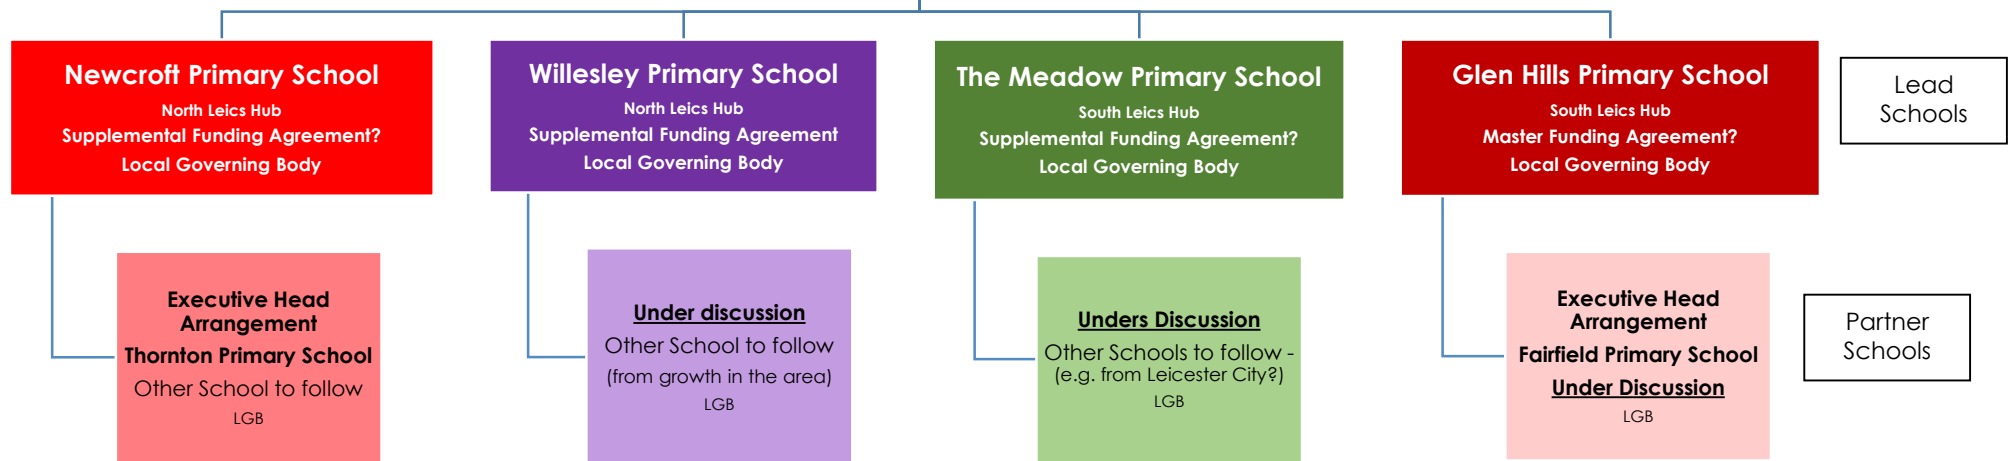 Newcroft Primary School
North Leics Hub
Supplemental Funding Agreement?
Local Governing Body
Willesley Primary School
North Leics Hub
Supplemental Funding Agreement
Local Governing Body
The Meadow Primary School
South Leics Hub
Supplemental Funding Agreement?
Local Governing Body
Glen Hills Primary School
South Leics Hub
Master Funding Agreement?
Local Governing Body
Lead
Schools
Executive Head
Arrangement
Thornton Primary School
Other School to follow
LGB
Under discussion
Other School to follow
(from growth in the area)
LGB
Unders Discussion
Other Schools to follow -
(e.g. from Leicester City?)
LGB
Executive Head
Arrangement
Fairfield Primary School
Under Discussion
LGB
Partner
Schools